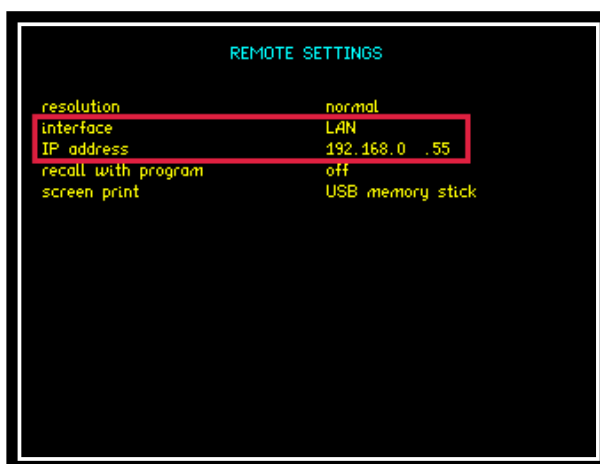 REMOTE SETTINGS
resolution normal
interface LAN
IP address 192.168.0 .55
recall with program off
screen print USB memory stick